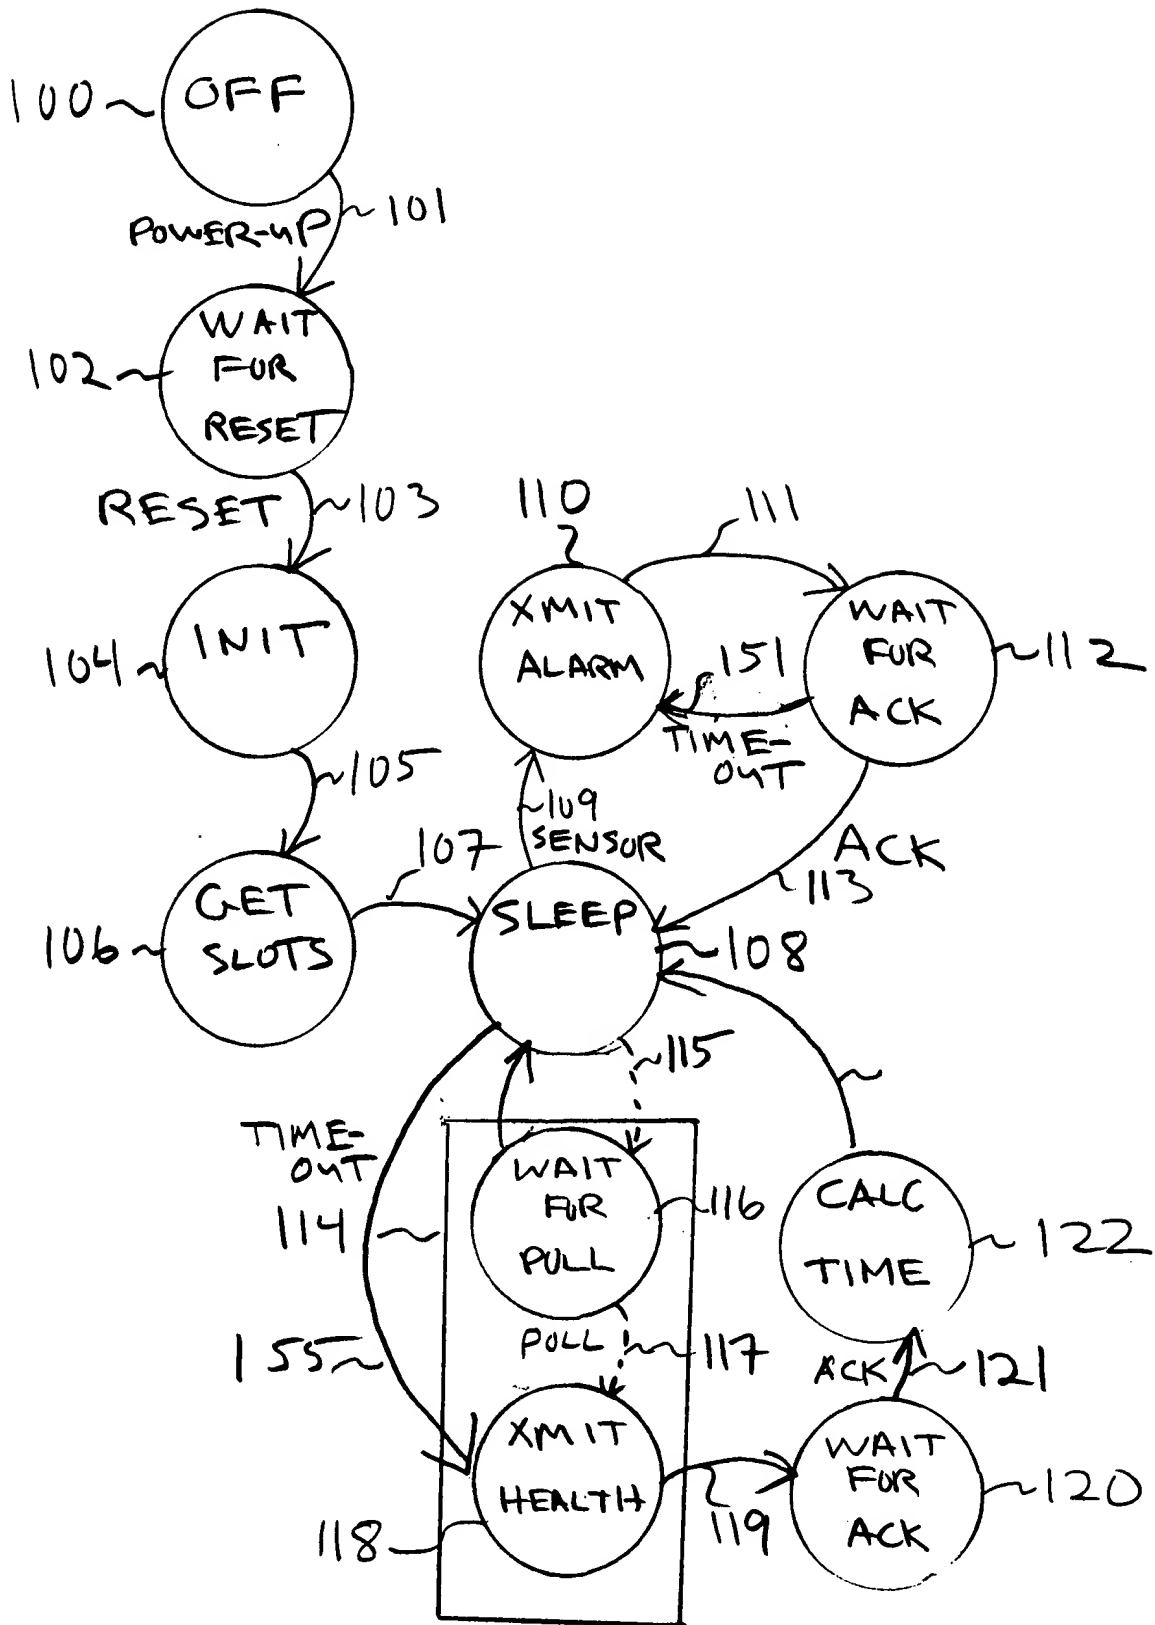 100
OFF
POWER-UP
101
102
WAIT
FOR
RESET
RESET
103
104
INIT
105
106
GET
SLOTS
107
110
XMIT
ALARM
111
WAIT
FOR
ACK
112
151
TIME-
OUT
109
SENSOR
ACK
113
SLEEP
108
115
TIME-
OUT
114
WAIT
FOR
PULL
116
POLL
117
155
XMIT
HEALTH
118
119
WAIT
FOR
ACK
120
ACK
121
CALC
TIME
122